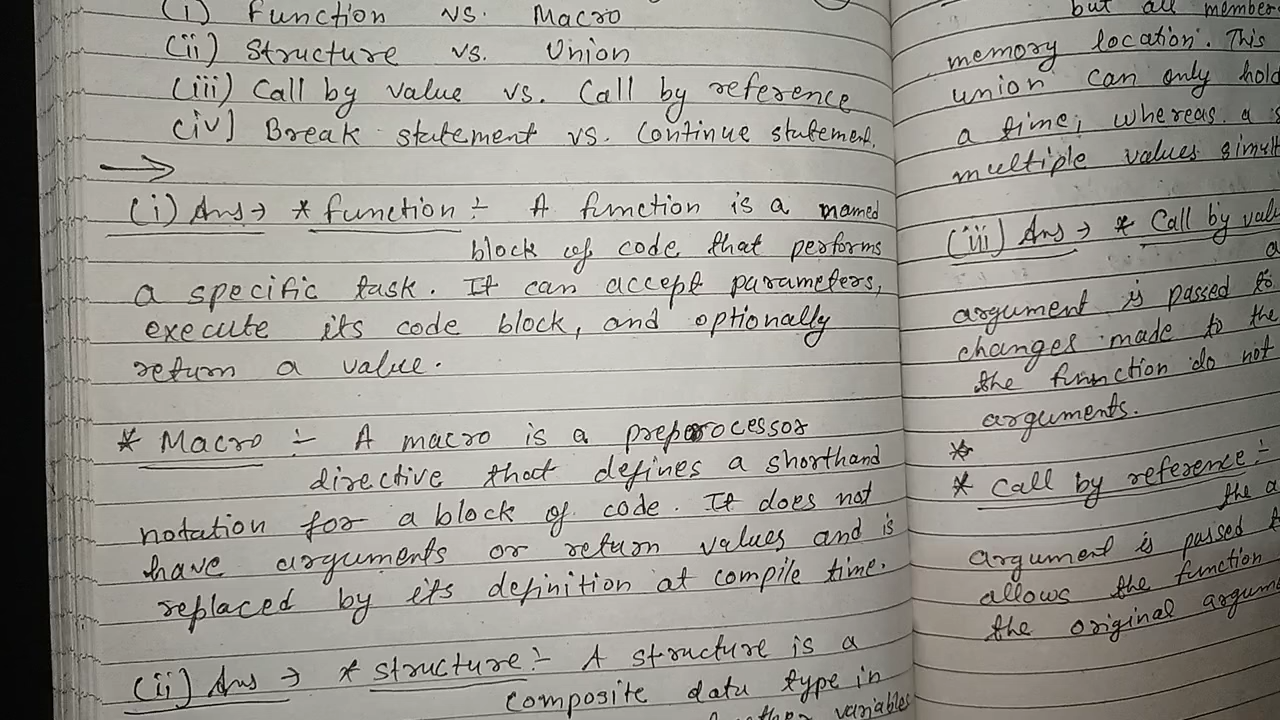 (i) Function vs. Macro
(ii) Structure vs. Union
(iii) Call by value vs. Call by reference
(iv) Break statement vs. Continue statement.
→
(i) Ans → * function :- A function is a named
block of code that performs
a specific task. It can accept parameters,
execute its code block, and optionally
return a value.
* Macro :- A macro is a preprocessor
directive that defines a shorthand
notation for a block of code. It does not
have arguments or return values and is
replaced by its definition at compile time.
(ii) Ans → * structure :- A structure is a
composite data type in
variables
but all member
memory location. This
union can only hold
a time; whereas a s
multiple values simult
(iii) Ans → * Call by val
a
argument is passed to
changes made to the
the function do not
arguments.
*
* Call by reference :-
the a
argument is passed
allows the function
the original argum